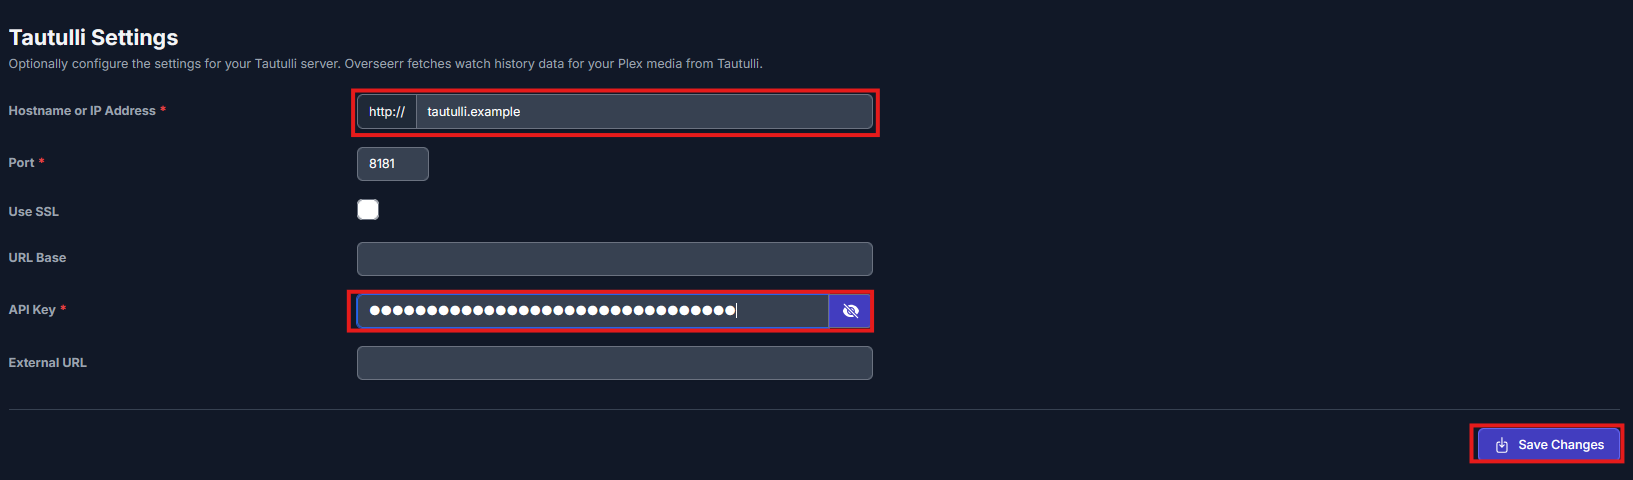 Tautulli Settings
Optionally configure the settings for your Tautulli server. Overseerr fetches watch history data for your Plex media from Tautulli.
Hostname or IP Address * http:// tautulli.example
Port * 8181
Use SSL
URL Base
API Key * ●●●●●●●●●●●●●●●●●●●●●●●●●●●●●●●●
External URL
Save Changes